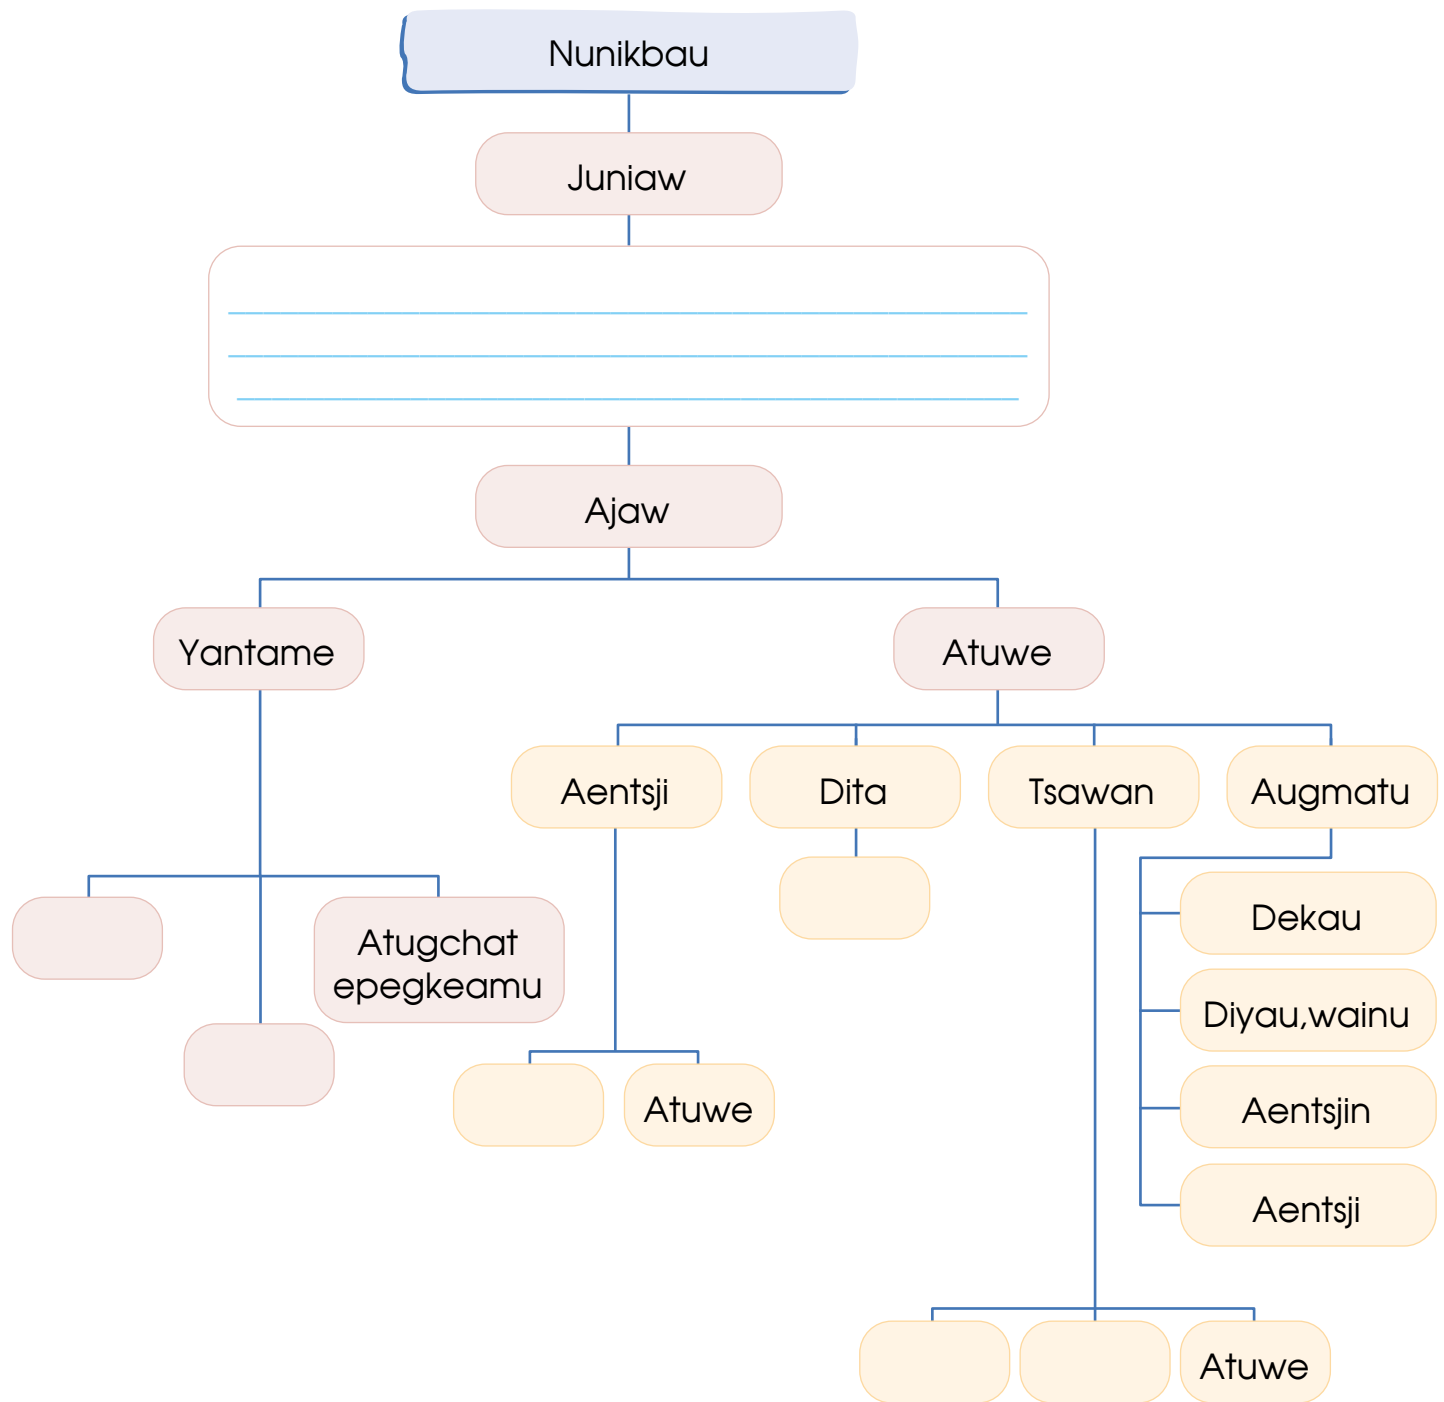 Nunikbau
Juniaw
Ajaw
Yantame
Atuwe
Aentsji
Dita
Tsawan
Augmatu
Atugchat
epegkeamu
Atuwe
Dekau
Diyau,wainu
Aentsjin
Aentsji
Atuwe